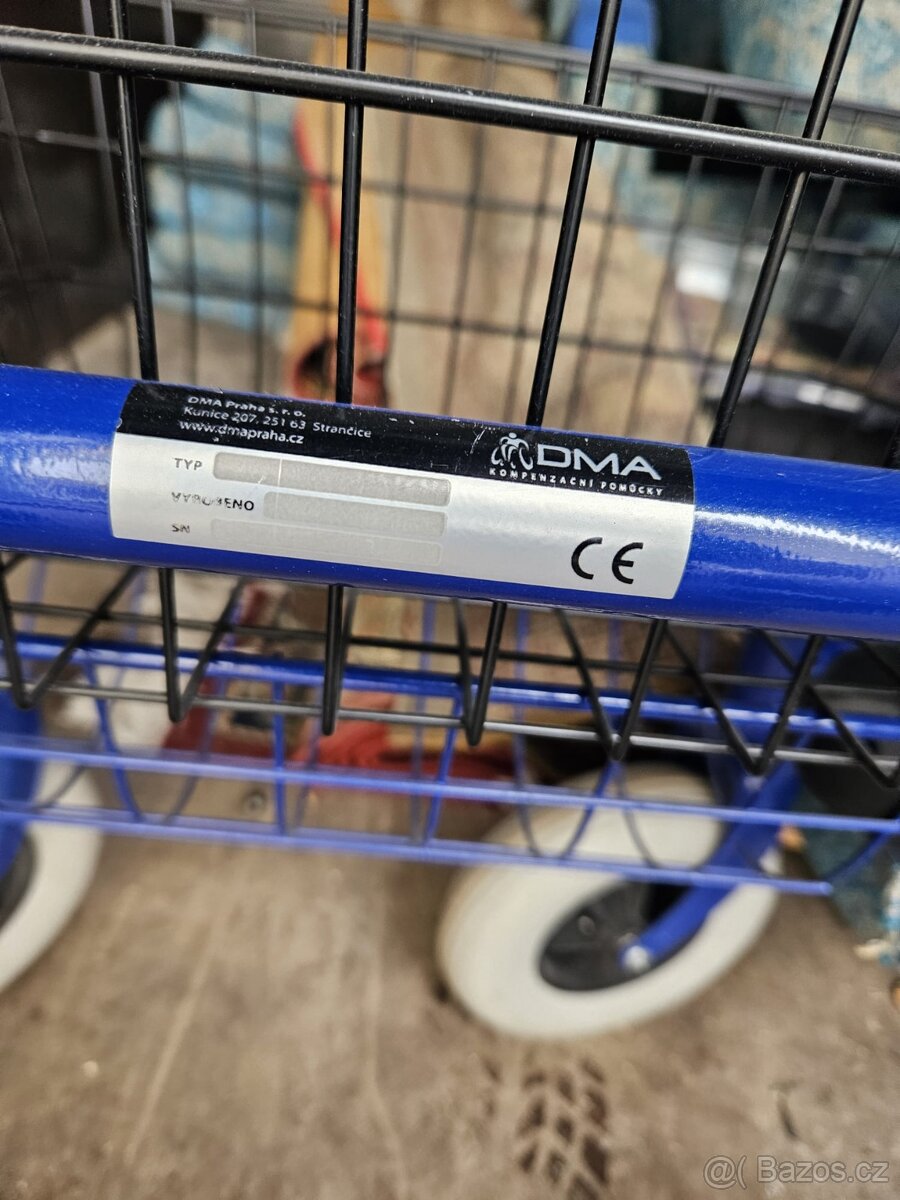 DMA Praha s. r. o.
Kunice 207, 251 63 Strančice
www.dmapraha.cz
DMA
KOMPENZAČNÍ POMŮCKY
TYP
VYROBENO
SN
CE
@( Bazos.cz